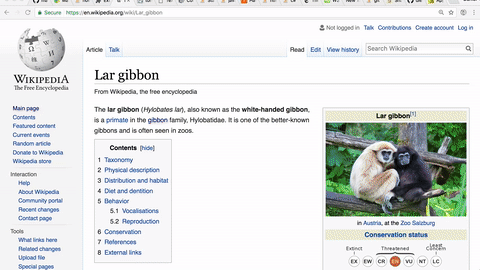 Secure https://en.wikipedia.org/wiki/Lar_gibbon
Not logged in Talk Contributions Create account Log in
Article Talk Read Edit View history Search Wikipedia
WIKIPEDIA
The Free Encyclopedia
Main page
Contents
Featured content
Current events
Random article
Donate to Wikipedia
Wikipedia store
Interaction
Help
About Wikipedia
Community portal
Recent changes
Contact page
Tools
What links here
Related changes
Upload file
Special pages
Lar gibbon
From Wikipedia, the free encyclopedia
The lar gibbon (Hylobates lar), also known as the white-handed gibbon,
is a primate in the gibbon family, Hylobatidae. It is one of the better-known
gibbons and is often seen in zoos.
Contents [hide]
1 Taxonomy
2 Physical description
3 Distribution and habitat
4 Diet and dentition
5 Behavior
5.1 Vocalisations
5.2 Reproduction
6 Conservation
7 References
8 External links
Lar gibbon[1]
in Austria, at the Zoo Salzburg
Conservation status
Extinct Threatened Least Concern
EX EW CR EN VU NT LC